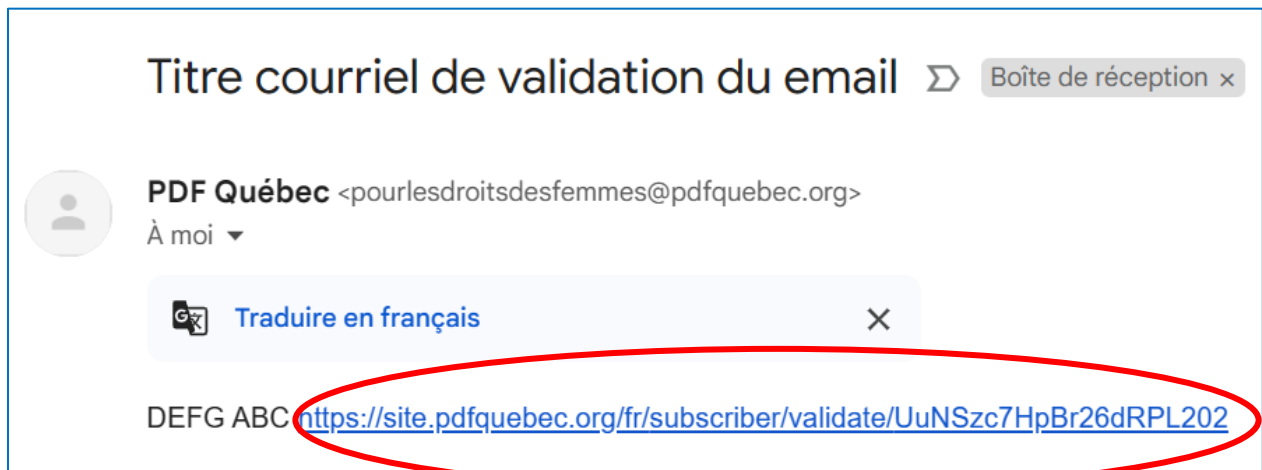 Titre courriel de validation du email Boîte de réception ×
PDF Québec <pourlesdroitsdesfemmes@pdfquebec.org>
À moi
Traduire en français
DEFG ABC https://site.pdfquebec.org/fr/subscriber/validate/UuNSzc7HpBr26dRPL202